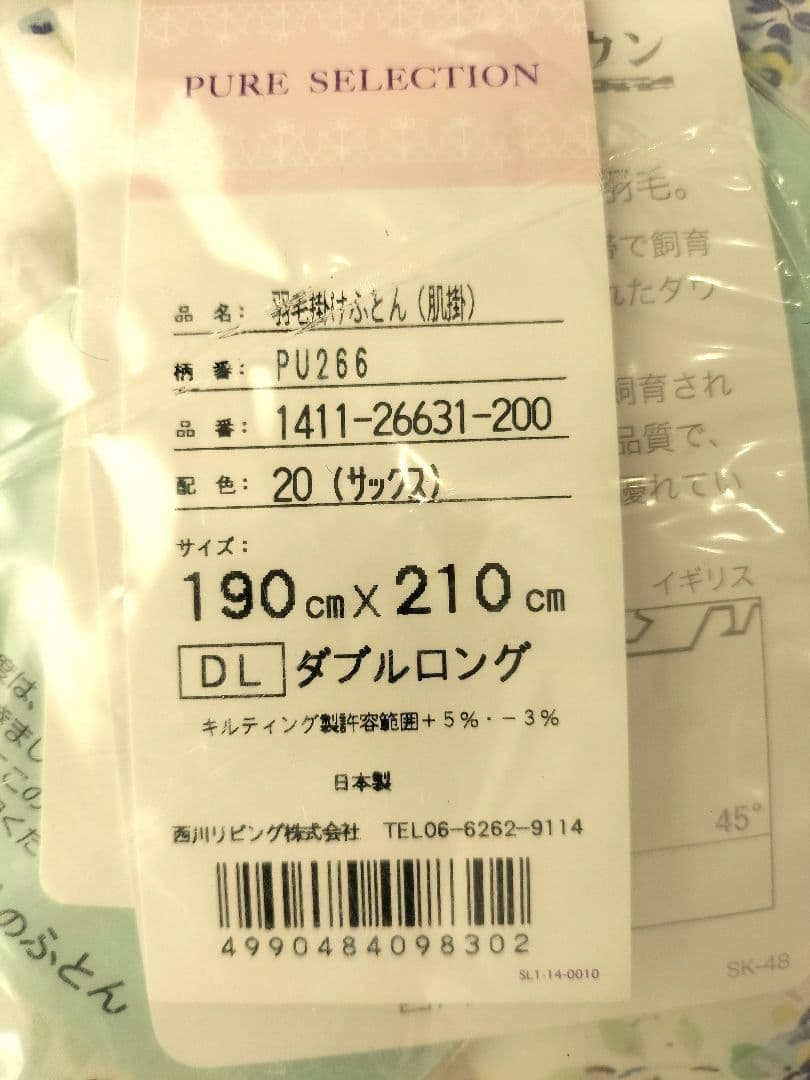 PURE SELECTION
品 名: 羽毛掛けふとん(肌掛)
柄 番: PU266
品 番: 1411-26631-200
配 色: 20 (サックス)
サイズ:
190cm×210cm
DL ダブルロング
キルティング製許容範囲+5%・-3%
日本製
西川リビング株式会社 TEL06-6262-9114
4990484098302
SL1-14-0010
ウン
羽毛。
で飼育
れたダウ
飼育され
品質で、
優れてい
イギリス
45°
SK-48
度は、
のふとん